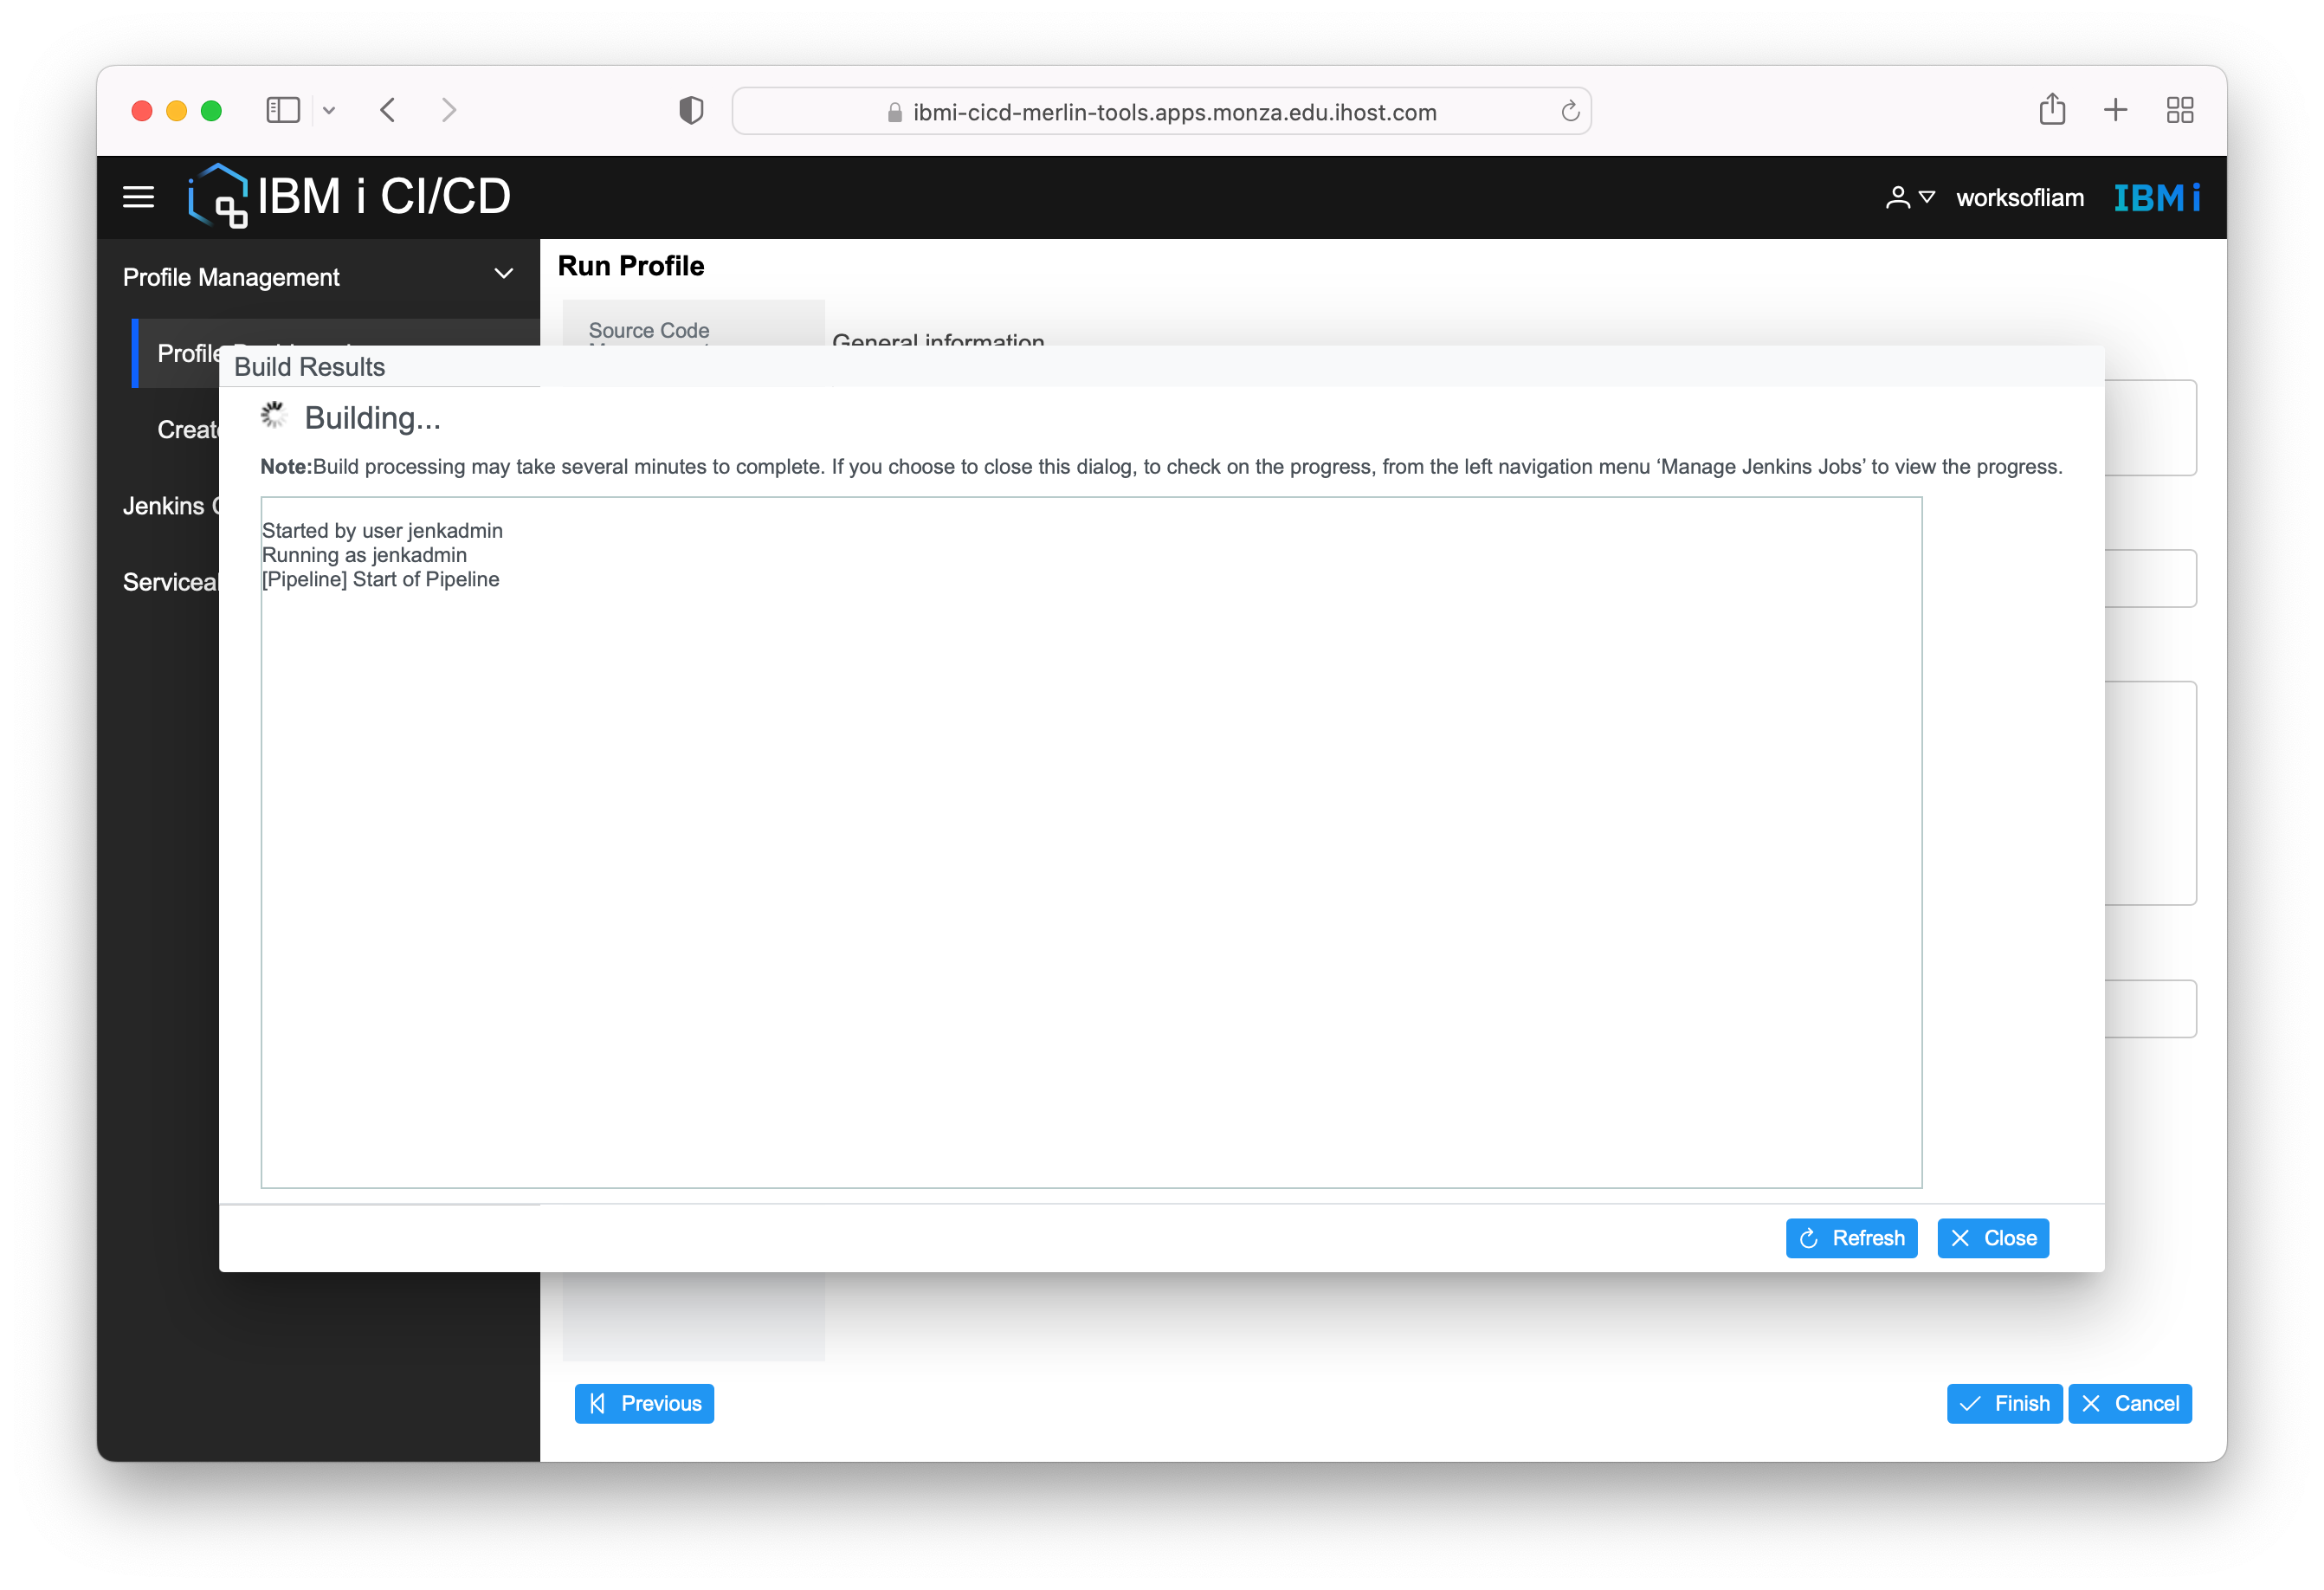 ibmi-cicd-merlin-tools.apps.monza.edu.ihost.com
IBM i CI/CD
worksofliam
IBM i
Profile Management
Run Profile
Source Code
General information
Profile
Build Results
Building...
Create
Note:Build processing may take several minutes to complete. If you choose to close this dialog, to check on the progress, from the left navigation menu ‘Manage Jenkins Jobs’ to view the progress.
Jenkins
Started by user jenkadmin
Running as jenkadmin
[Pipeline] Start of Pipeline
Refresh
Close
Previous
Finish
Cancel